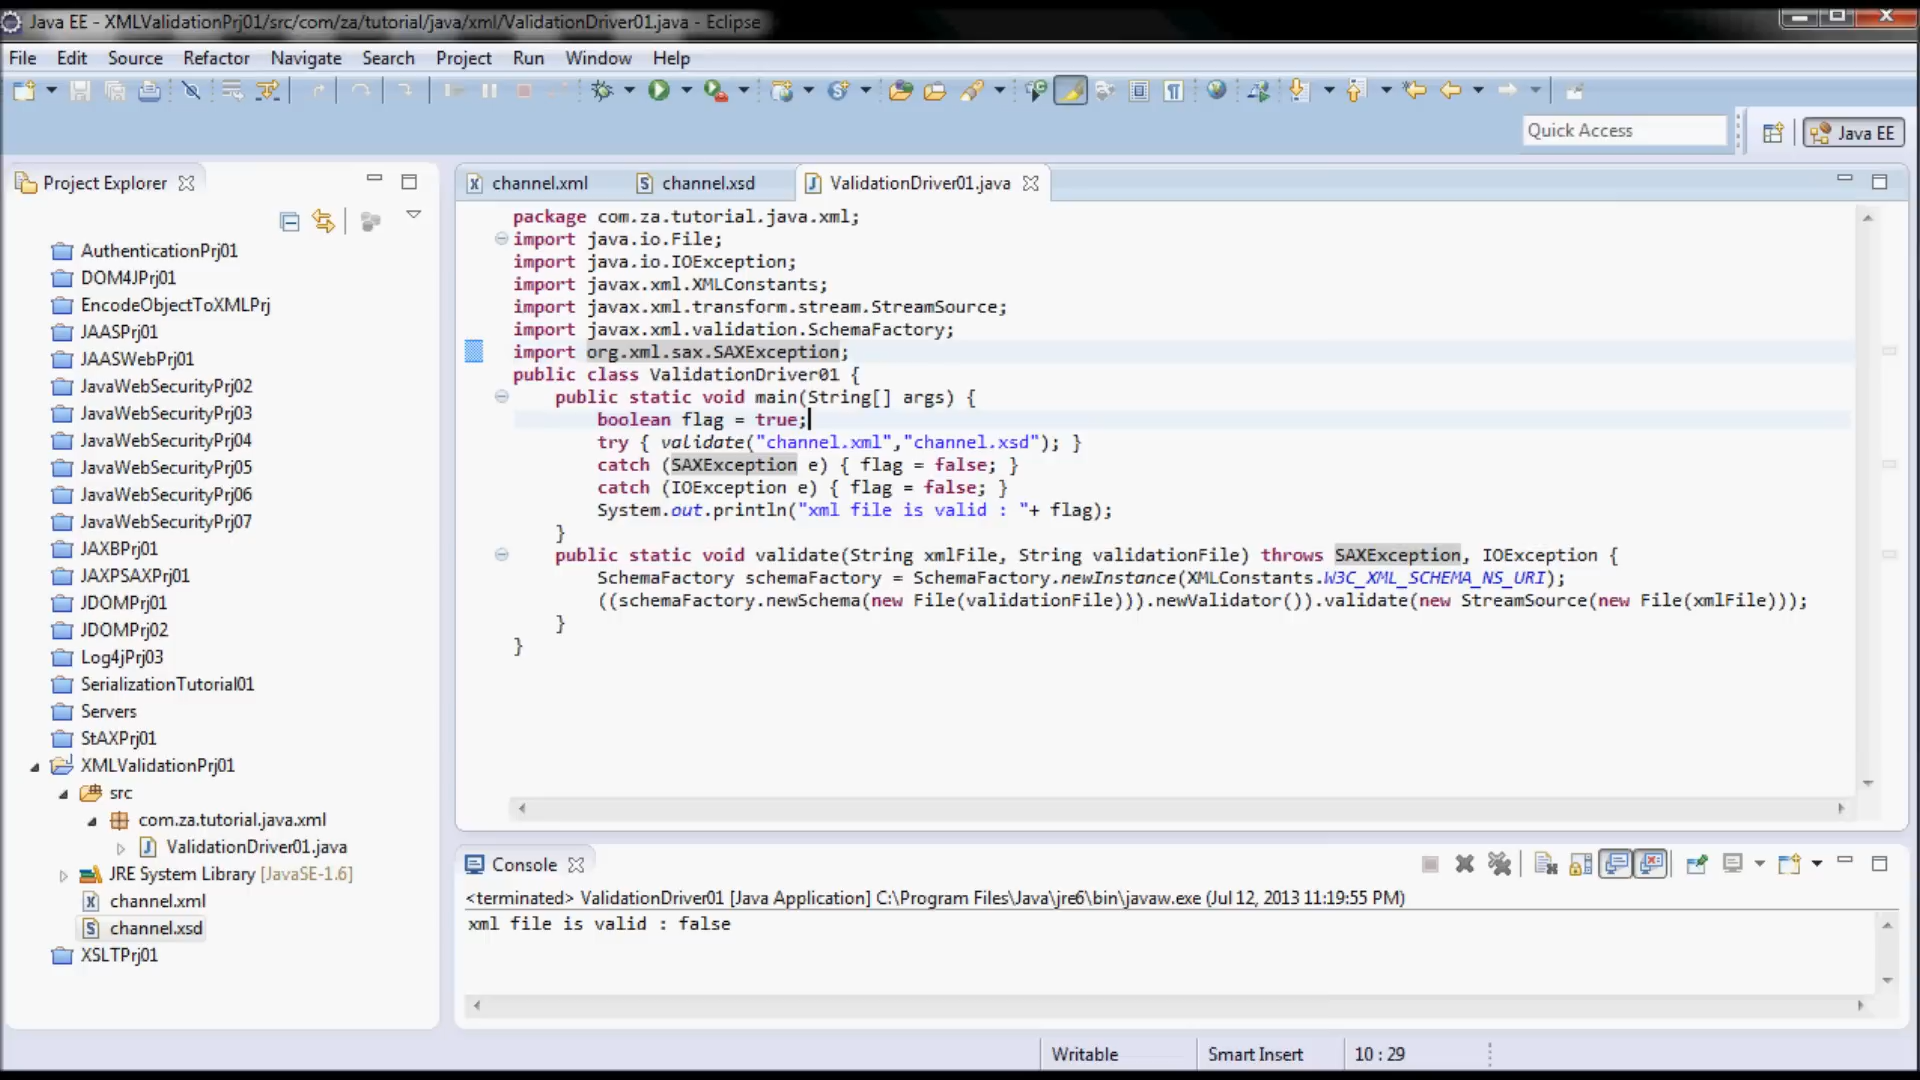 Java EE - XMLValidationPrj01/src/com/za/tutorial/java/xml/ValidationDriver01.java - Eclipse
File Edit Source Refactor Navigate Search Project Run Window Help
Quick Access
Java EE
Project Explorer
AuthenticationPrj01
DOM4JPrj01
EncodeObjectToXMLPrj
JAASPrj01
JAASWebPrj01
JavaWebSecurityPrj02
JavaWebSecurityPrj03
JavaWebSecurityPrj04
JavaWebSecurityPrj05
JavaWebSecurityPrj06
JavaWebSecurityPrj07
JAXBPrj01
JAXPSAXPrj01
JDOMPrj01
JDOMPrj02
Log4jPrj03
SerializationTutorial01
Servers
StAXPrj01
XMLValidationPrj01
src
com.za.tutorial.java.xml
ValidationDriver01.java
JRE System Library [JavaSE-1.6]
channel.xml
channel.xsd
XSLTPrj01
channel.xml channel.xsd ValidationDriver01.java
package com.za.tutorial.java.xml;
import java.io.File;
import java.io.IOException;
import javax.xml.XMLConstants;
import javax.xml.transform.stream.StreamSource;
import javax.xml.validation.SchemaFactory;
import org.xml.sax.SAXException;
public class ValidationDriver01 {
public static void main(String[] args) {
boolean flag = true;
try { validate("channel.xml","channel.xsd"); }
catch (SAXException e) { flag = false; }
catch (IOException e) { flag = false; }
System.out.println("xml file is valid : "+ flag);
}
public static void validate(String xmlFile, String validationFile) throws SAXException, IOException {
SchemaFactory schemaFactory = SchemaFactory.newInstance(XMLConstants.W3C_XML_SCHEMA_NS_URI);
((schemaFactory.newSchema(new File(validationFile))).newValidator()).validate(new StreamSource(new File(xmlFile)));
}
}
Console
<terminated> ValidationDriver01 [Java Application] C:\Program Files\Java\jre6\bin\javaw.exe (Jul 12, 2013 11:19:55 PM)
xml file is valid : false
Writable Smart Insert 10 : 29